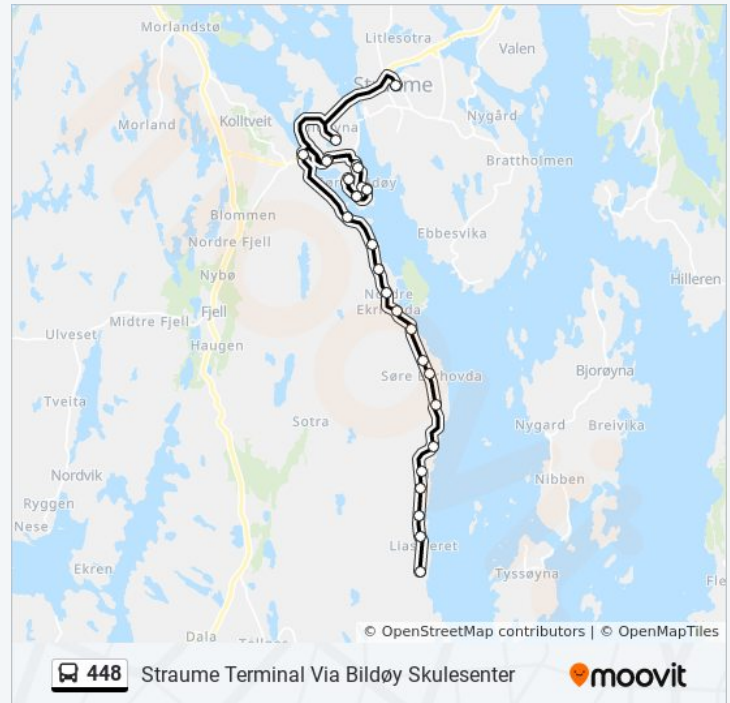 Morlandstø
Litlesotra
Valen
Straume
Kolltveit
Nygård
Morland
Brattholmen
Blommen
Ebbesvika
Nordre Fjell
Nybø
Hilleren
Fjell
Midtre Fjell
Ulveset
Haugen
Bjorøyna
Tveita
Sotra
Nygard
Breivika
Nordvik
Nibben
Ryggen
Nese
Ekren
Tyssøyna
Dala
© OpenStreetMap contributors | © OpenMapTiles
448 Straume Terminal Via Bildøy Skulesenter moovit